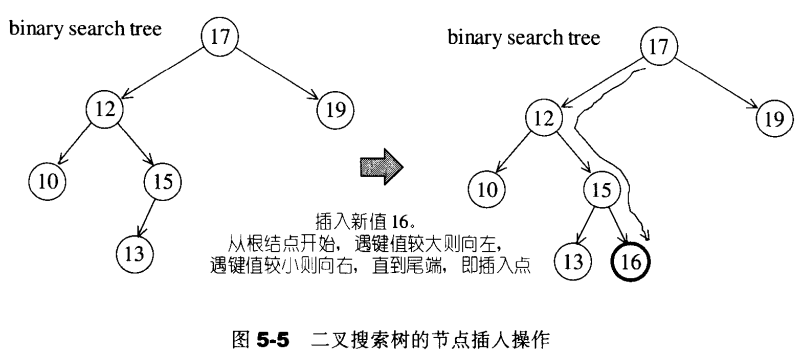 binary search tree
17
12
19
10
15
13
binary search tree
17
12
19
10
15
13
16
插入新值 16。
从根结点开始，遇键值较大则向左，
遇键值较小则向右，直到尾端，即插入点
图 5-5 二叉搜索树的节点插人操作